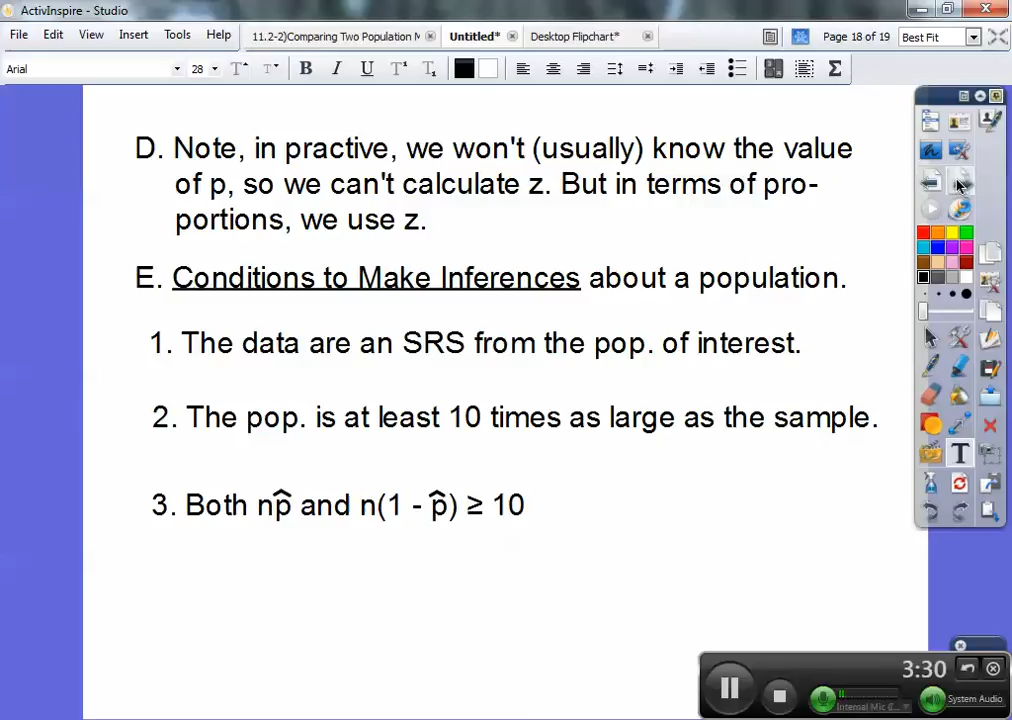 ActivInspire - Studio
File Edit View Insert Tools Help
11.2-2)Comparing Two Population M
Untitled*
Desktop Flipchart*
Page 18 of 19
Best Fit
Arial
28
B I U T¹ T₁
Σ
D. Note, in practive, we won't (usually) know the value
of p, so we can't calculate z. But in terms of pro-
portions, we use z.
E. Conditions to Make Inferences about a population.
1. The data are an SRS from the pop. of interest.
2. The pop. is at least 10 times as large as the sample.
3. Both np̂ and n(1 - p̂) ≥ 10
T
3:30
Internal Mic (
System Audio